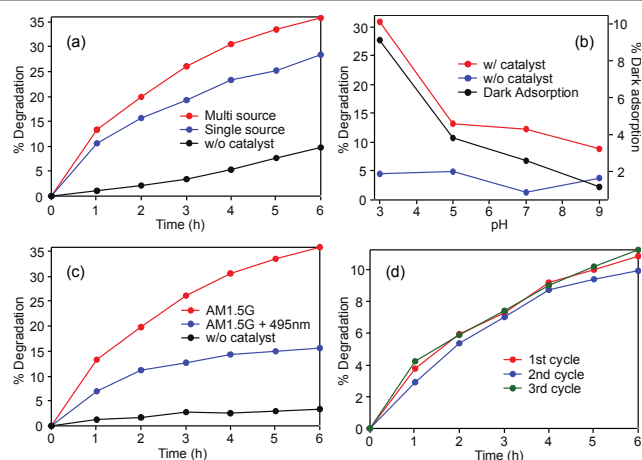 (a)
% Degradation
35
30
25
20
15
10
5
0
Multi source
Single source
w/o catalyst
0 1 2 3 4 5 6
Time (h)
(b)
% Degradation
30
25
20
15
10
5
0
w/ catalyst
w/o catalyst
Dark Adsorption
10
8
6
4
2
% Dark adsorption
3 4 5 6 7 8 9
pH
(c)
% Degradation
35
30
25
20
15
10
5
0
AM1.5G
AM1.5G + 495nm
w/o catalyst
0 1 2 3 4 5 6
Time (h)
(d)
% Degradation
10
8
6
4
2
0
1st cycle
2nd cycle
3rd cycle
0 1 2 3 4 5 6
Time (h)